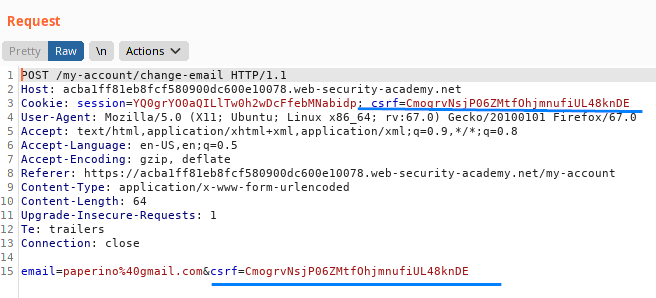 Request
Pretty Raw \n Actions
1 POST /my-account/change-email HTTP/1.1
2 Host: acba1ff81eb8fcf580900dc600e10078.web-security-academy.net
3 Cookie: session=YQ0grYO0aQILlTw0h2wDcFfebMNabidp; csrf=CmogrvNsjP06ZMtfOhjmnufiUL48knDE
4 User-Agent: Mozilla/5.0 (X11; Ubuntu; Linux x86_64; rv:67.0) Gecko/20100101 Firefox/67.0
5 Accept: text/html,application/xhtml+xml,application/xml;q=0.9,*/*;q=0.8
6 Accept-Language: en-US,en;q=0.5
7 Accept-Encoding: gzip, deflate
8 Referer: https://acba1ff81eb8fcf580900dc600e10078.web-security-academy.net/my-account
9 Content-Type: application/x-www-form-urlencoded
10 Content-Length: 64
11 Upgrade-Insecure-Requests: 1
12 Te: trailers
13 Connection: close
14
15 email=paperino%40gmail.com&csrf=CmogrvNsjP06ZMtfOhjmnufiUL48knDE